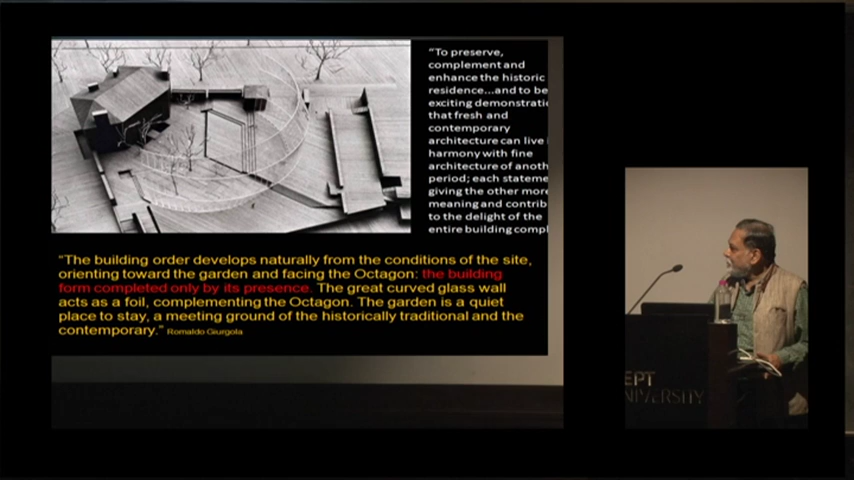 "To preserve,
complement and
enhance the historic
residence...and to be
exciting
that fresh and
contemporary
architecture can live
harmony with fine
architecture of
period; each
giving the other more
meaning and
to the delight of the
entire building
"The building order develops naturally from the conditions of the site,
orienting toward the garden and facing the Octagon: the building
form completed only by its presence. The great curved glass wall
acts as a foil, complementing the Octagon. The garden is a quiet
place to stay, a meeting ground of the historically traditional and the
contemporary." Romaldo Giurgola
EPT
NIVERSITY